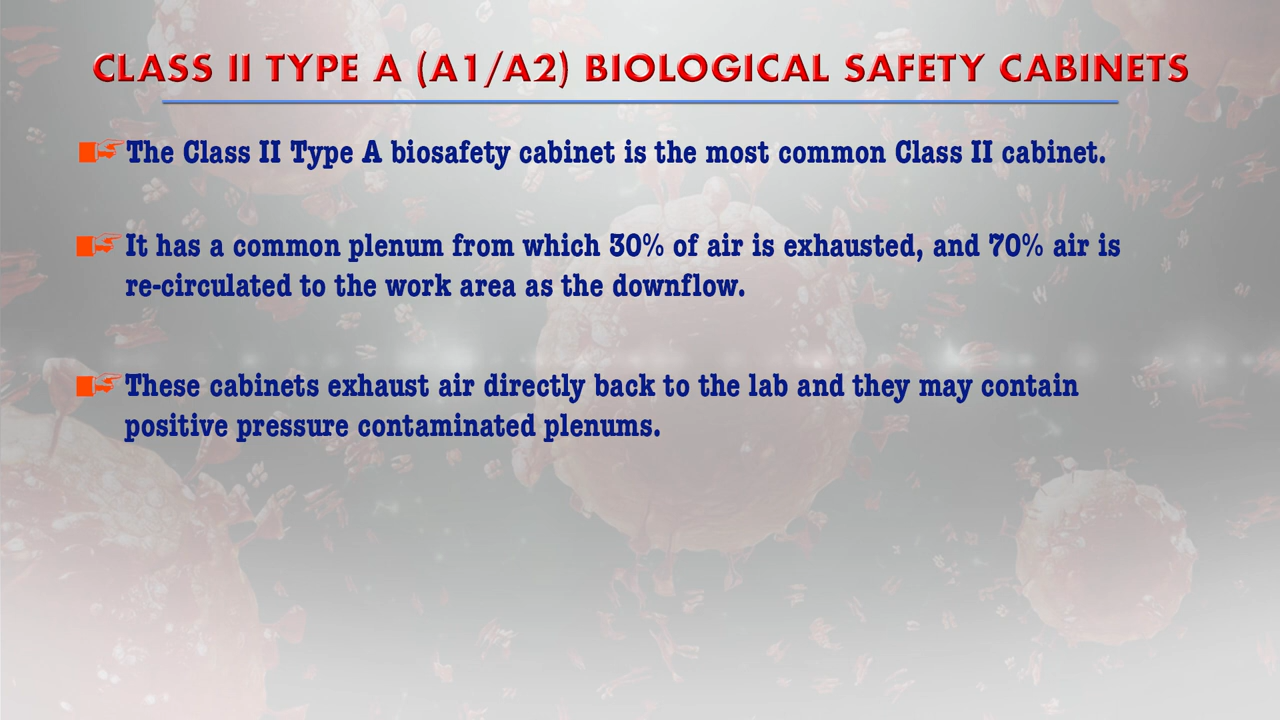 CLASS II TYPE A (A1/A2) BIOLOGICAL SAFETY CABINETS
The Class II Type A biosafety cabinet is the most common Class II cabinet.
It has a common plenum from which 30% of air is exhausted, and 70% air is
re-circulated to the work area as the downflow.
These cabinets exhaust air directly back to the lab and they may contain
positive pressure contaminated plenums.